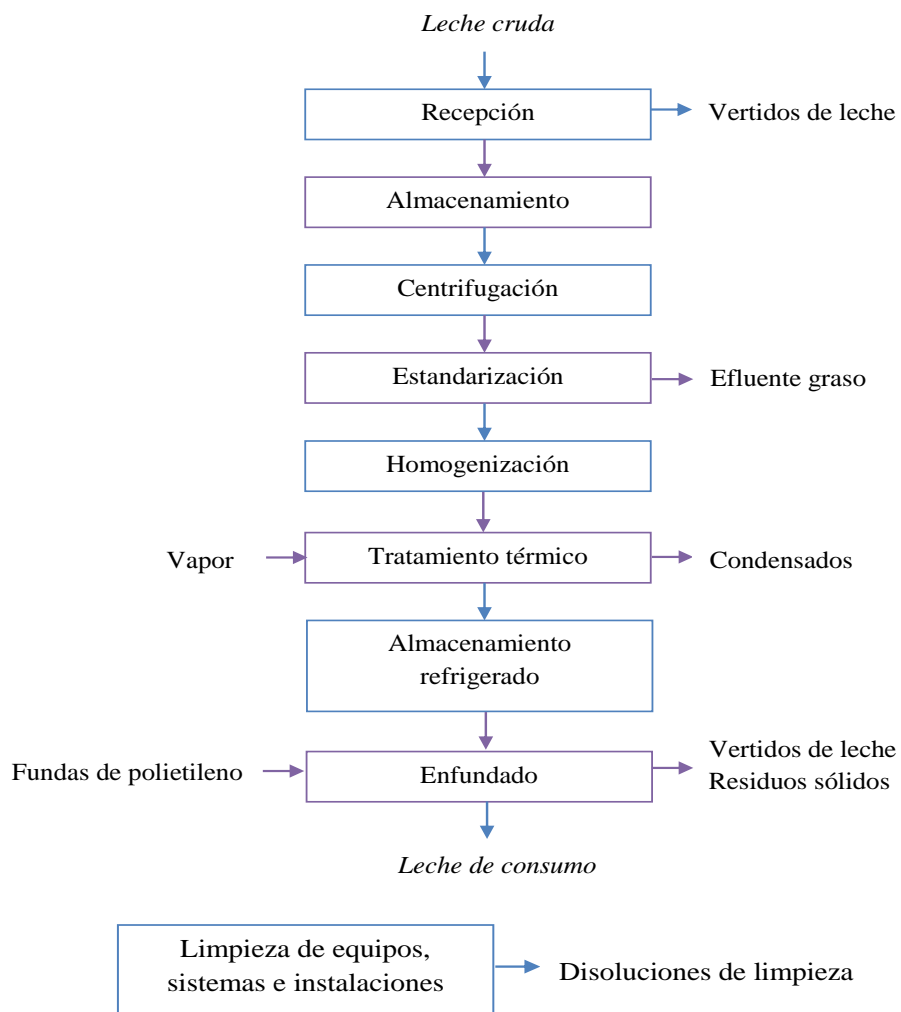 Leche cruda
Recepción
Vertidos de leche
Almacenamiento
Centrifugación
Estandarización
Efluente graso
Homogenización
Vapor
Tratamiento térmico
Condensados
Almacenamiento
refrigerado
Fundas de polietileno
Enfundado
Vertidos de leche
Residuos sólidos
Leche de consumo
Limpieza de equipos,
sistemas e instalaciones
Disoluciones de limpieza